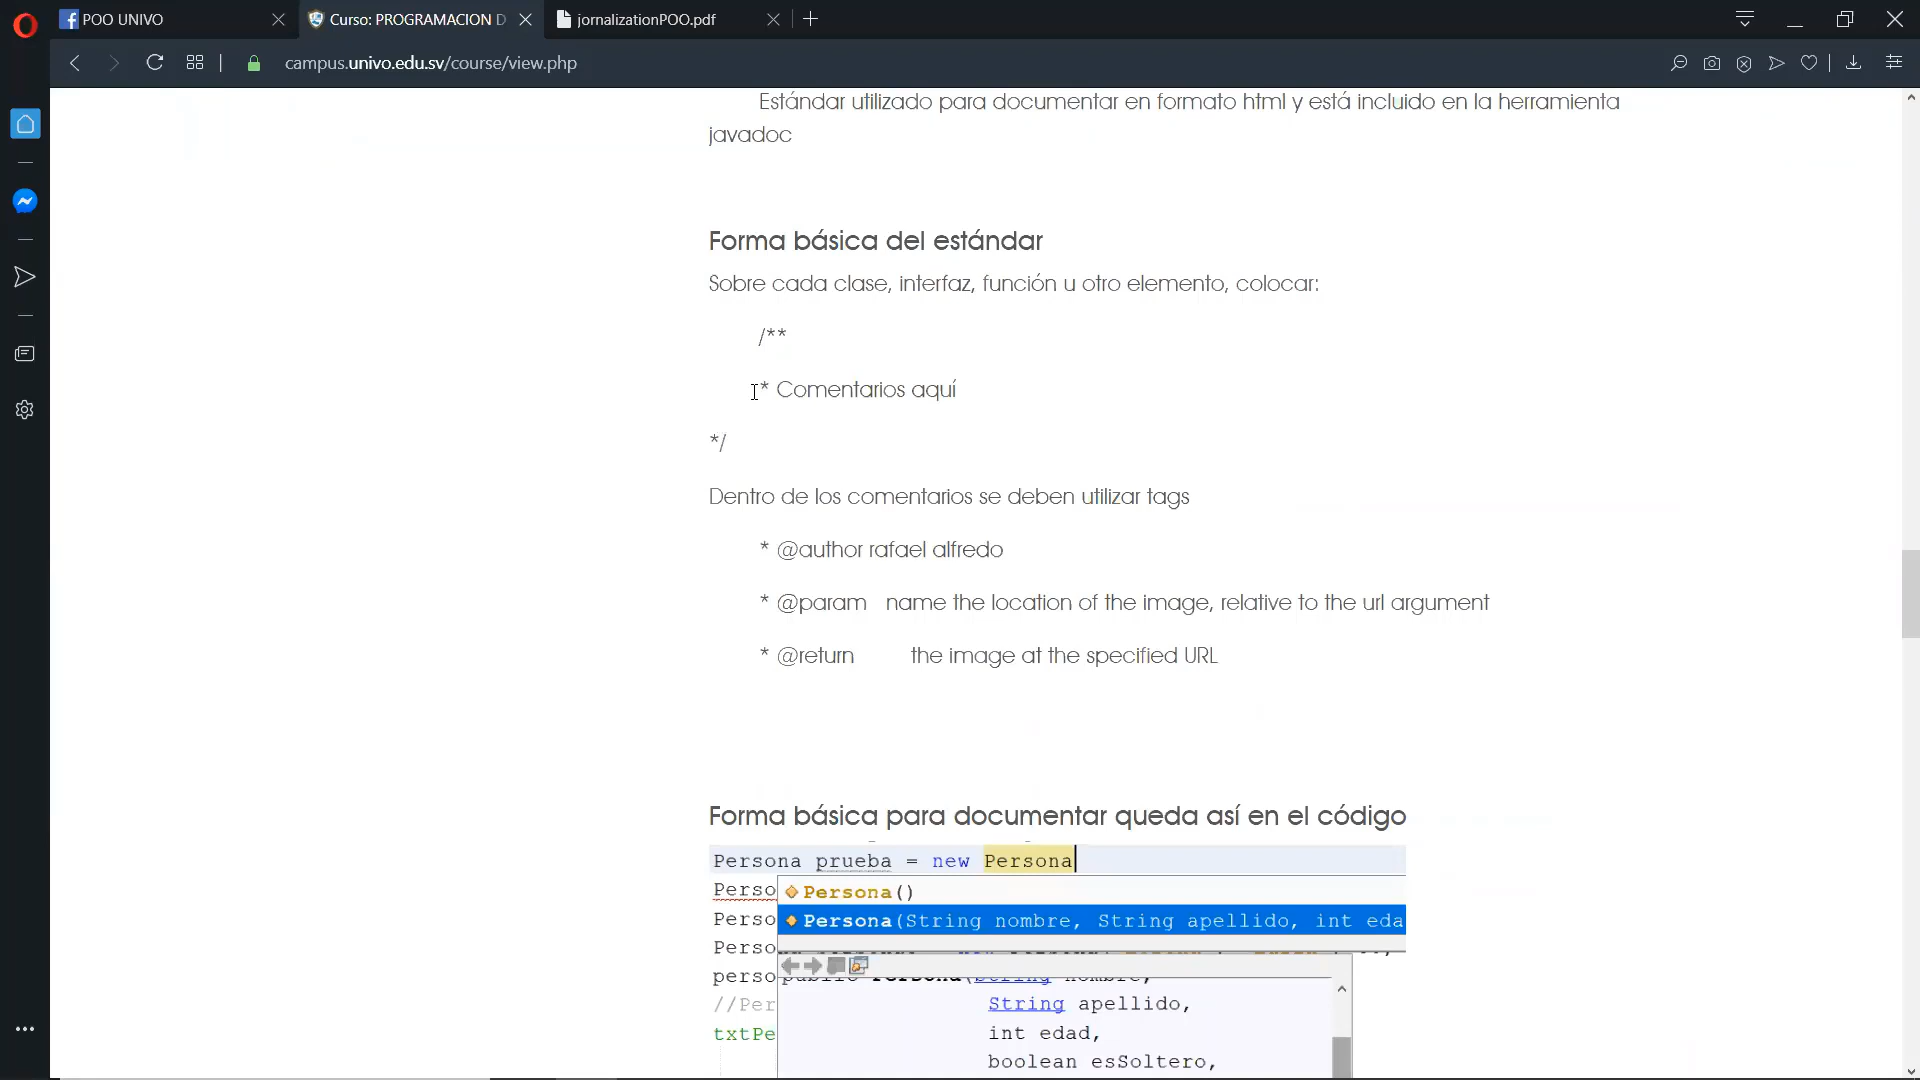 POO UNIVO
Curso: PROGRAMACION D
jornalizationPOO.pdf
campus.univo.edu.sv/course/view.php
Estándar utilizado para documentar en formato html y está incluido en la herramienta
javadoc
Forma básica del estándar
Sobre cada clase, interfaz, función u otro elemento, colocar:
/**
* Comentarios aquí
*/
Dentro de los comentarios se deben utilizar tags
* @author rafael alfredo
* @param name the location of the image, relative to the url argument
* @return the image at the specified URL
Forma básica para documentar queda así en el código
Persona prueba = new Persona
Perso
Persona()
Perso
Persona(String nombre, String apellido, int eda
Perso
perso
public Persona(String nombre,
//Per
String apellido,
txtPe
int edad,
boolean esSoltero,